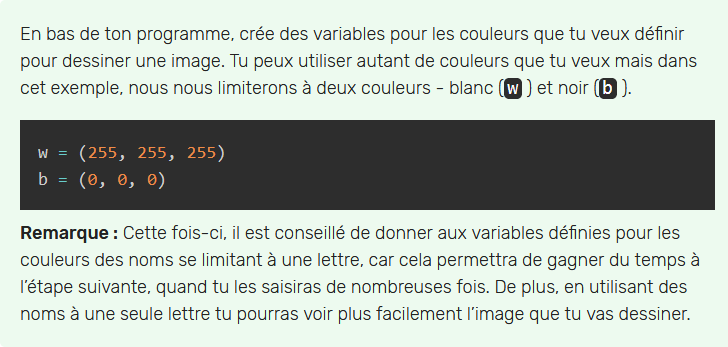 En bas de ton programme, crée des variables pour les couleurs que tu veux définir
pour dessiner une image. Tu peux utiliser autant de couleurs que tu veux mais dans
cet exemple, nous nous limiterons à deux couleurs - blanc (w ) et noir (b ).
w = (255, 255, 255)
b = (0, 0, 0)
Remarque : Cette fois-ci, il est conseillé de donner aux variables définies pour les
couleurs des noms se limitant à une lettre, car cela permettra de gagner du temps à
l'étape suivante, quand tu les saisiras de nombreuses fois. De plus, en utilisant des
noms à une seule lettre tu pourras voir plus facilement l'image que tu vas dessiner.